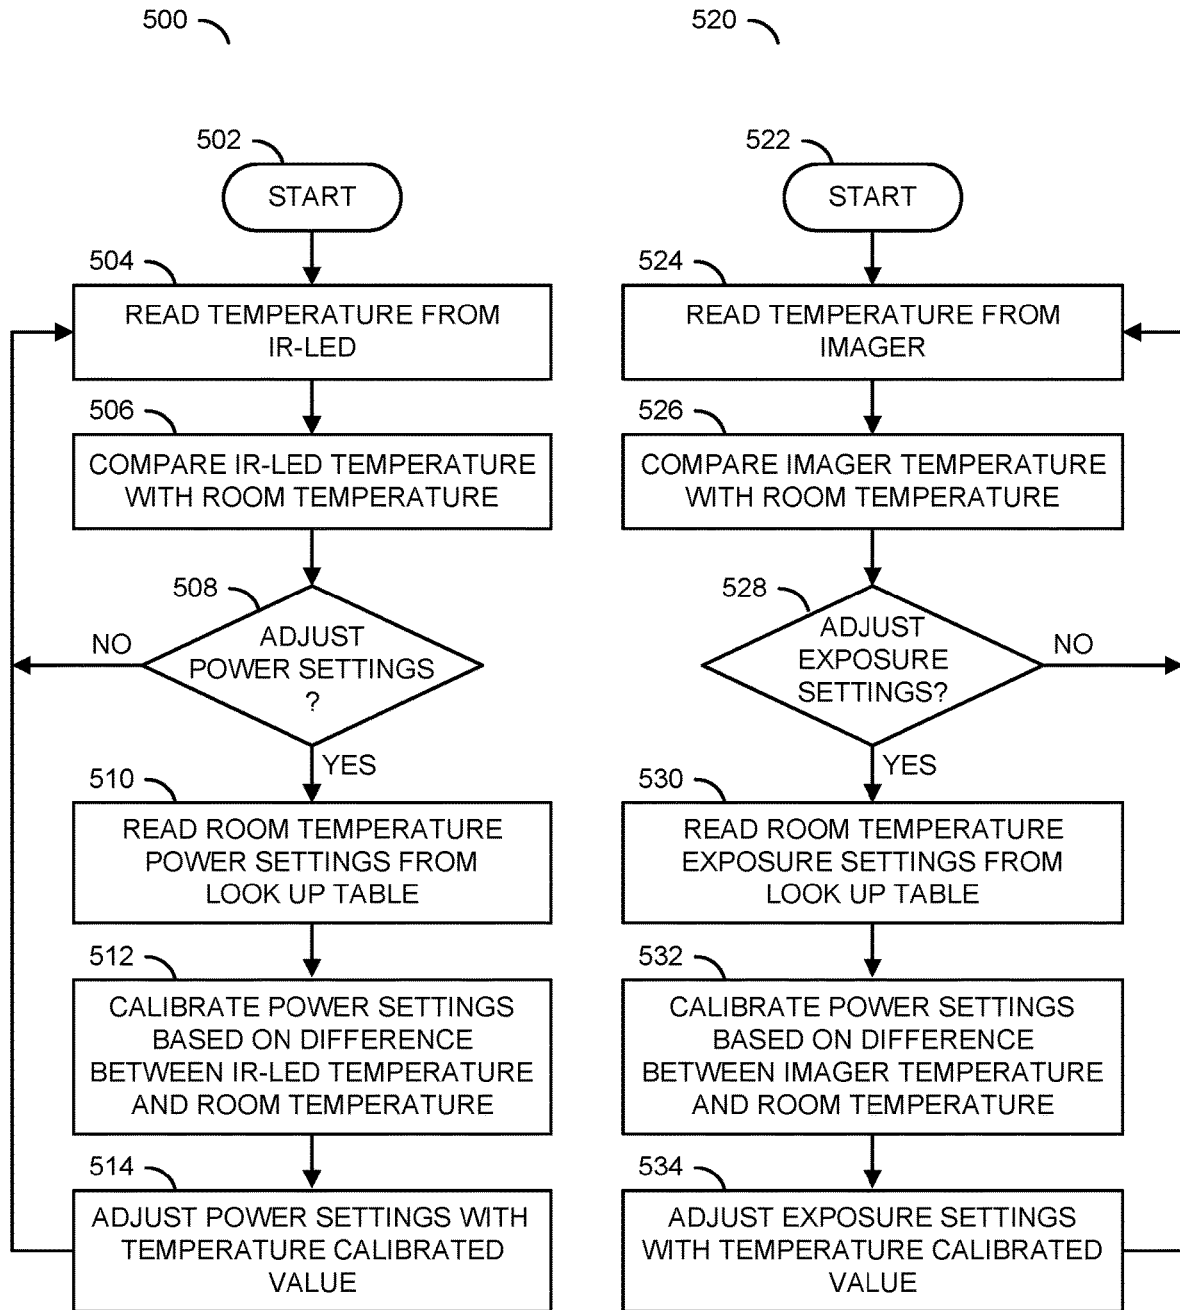 500
502
START
504
READ TEMPERATURE FROM
IR-LED
506
COMPARE IR-LED TEMPERATURE
WITH ROOM TEMPERATURE
508
ADJUST
POWER SETTINGS
?
NO
YES
510
READ ROOM TEMPERATURE
POWER SETTINGS FROM
LOOK UP TABLE
512
CALIBRATE POWER SETTINGS
BASED ON DIFFERENCE
BETWEEN IR-LED TEMPERATURE
AND ROOM TEMPERATURE
514
ADJUST POWER SETTINGS WITH
TEMPERATURE CALIBRATED
VALUE
520
522
START
524
READ TEMPERATURE FROM
IMAGER
526
COMPARE IMAGER TEMPERATURE
WITH ROOM TEMPERATURE
528
ADJUST
EXPOSURE
SETTINGS?
NO
YES
530
READ ROOM TEMPERATURE
EXPOSURE SETTINGS FROM
LOOK UP TABLE
532
CALIBRATE POWER SETTINGS
BASED ON DIFFERENCE
BETWEEN IMAGER TEMPERATURE
AND ROOM TEMPERATURE
534
ADJUST EXPOSURE SETTINGS
WITH TEMPERATURE CALIBRATED
VALUE